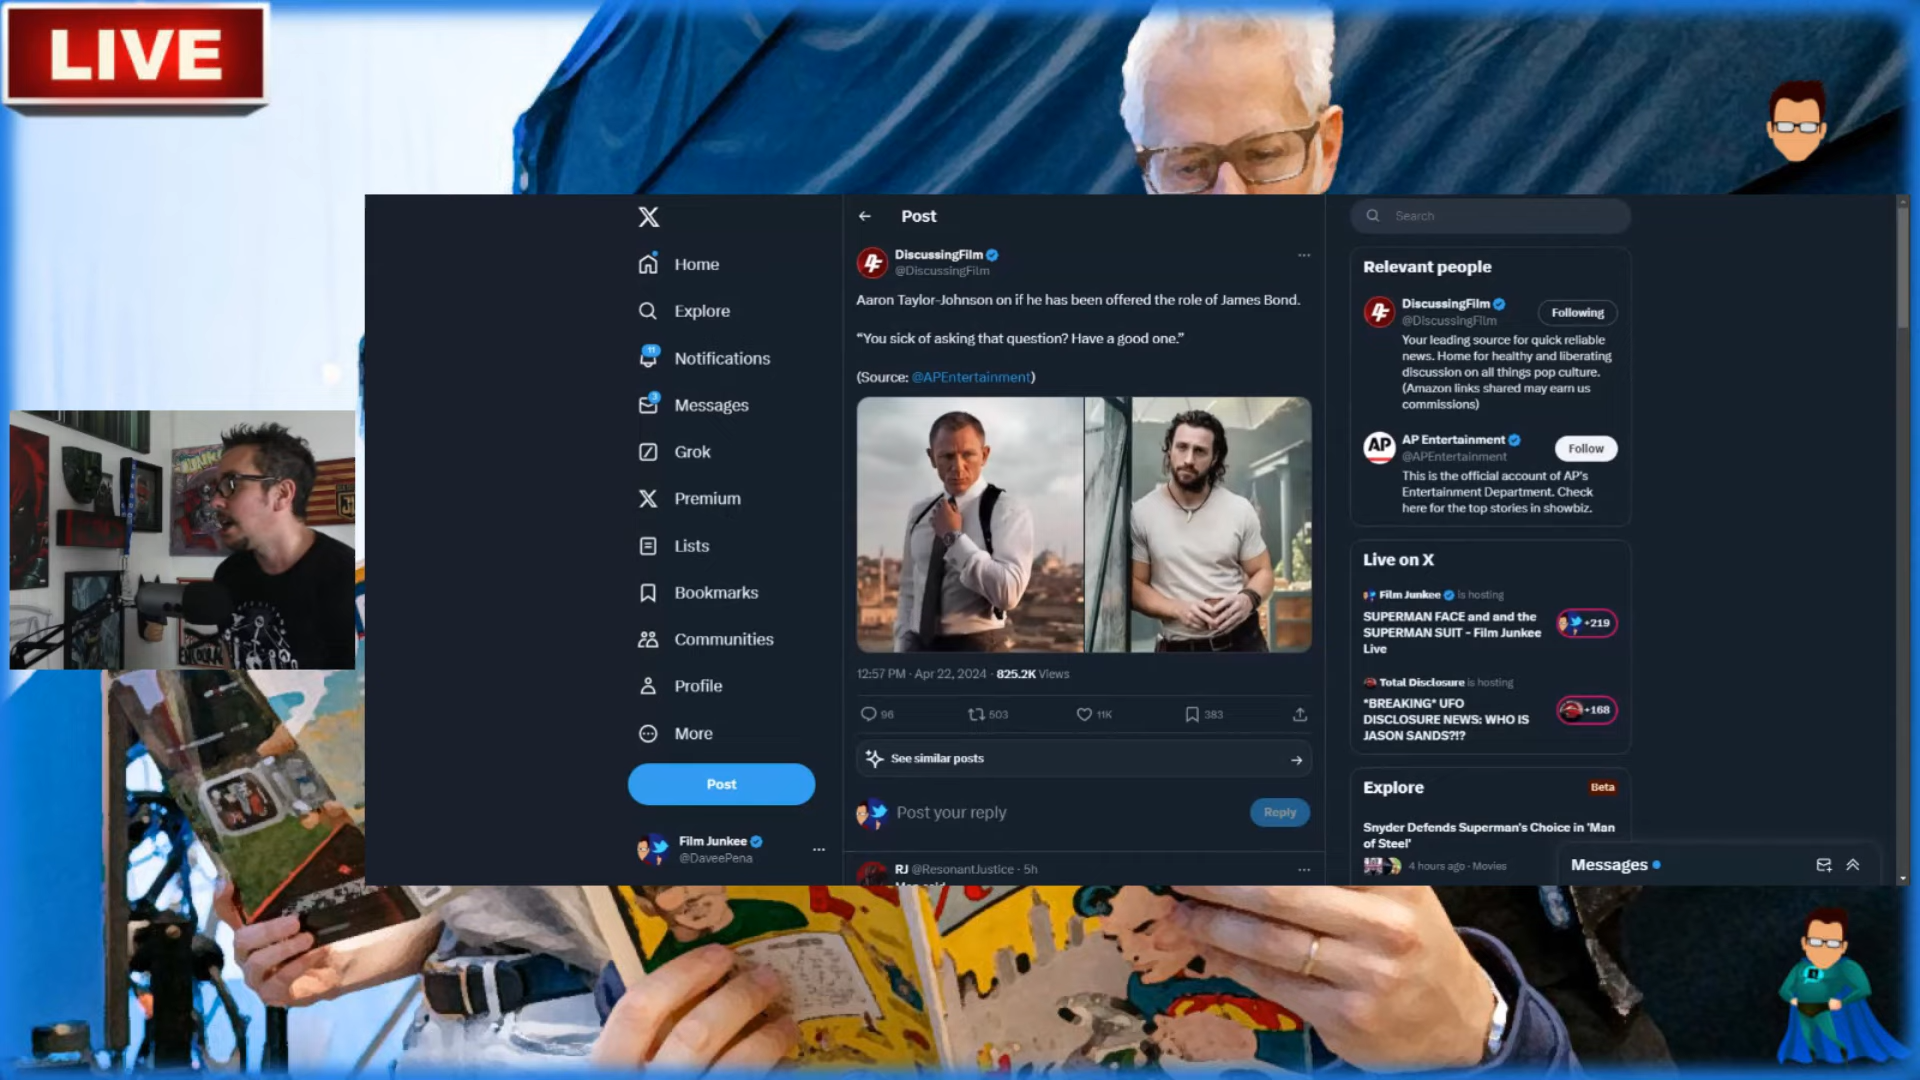 LIVE
Home
Explore
11
Notifications
3
Messages
Grok
Premium
Lists
Bookmarks
Communities
Profile
More
Post
Film Junkee
@DaveePena
Post
DiscussingFilm
@DiscussingFilm
Aaron Taylor-Johnson on if he has been offered the role of James Bond.
“You sick of asking that question? Have a good one.”
(Source: @APEntertainment)
12:57 PM · Apr 22, 2024 · 825.2K Views
96
503
11K
383
See similar posts
Post your reply
Reply
RJ @ResonantJustice · 5h
Search
Relevant people
DF
DiscussingFilm
Following
@DiscussingFilm
Your leading source for quick reliable
news. Home for healthy and liberating
discussion on all things pop culture.
(Amazon links shared may earn us
commissions)
AP
AP Entertainment
@APEntertainment
Follow
This is the official account of AP's
Entertainment Department. Check
here for the top stories in showbiz.
Live on X
Film Junkee is hosting
SUPERMAN FACE and and the
SUPERMAN SUIT - Film Junkee
Live
+219
Total Disclosure is hosting
*BREAKING* UFO
DISCLOSURE NEWS: WHO IS
JASON SANDS?!?
+168
Explore
Beta
Snyder Defends Superman's Choice in 'Man
of Steel'
4 hours ago · Movies
Messages